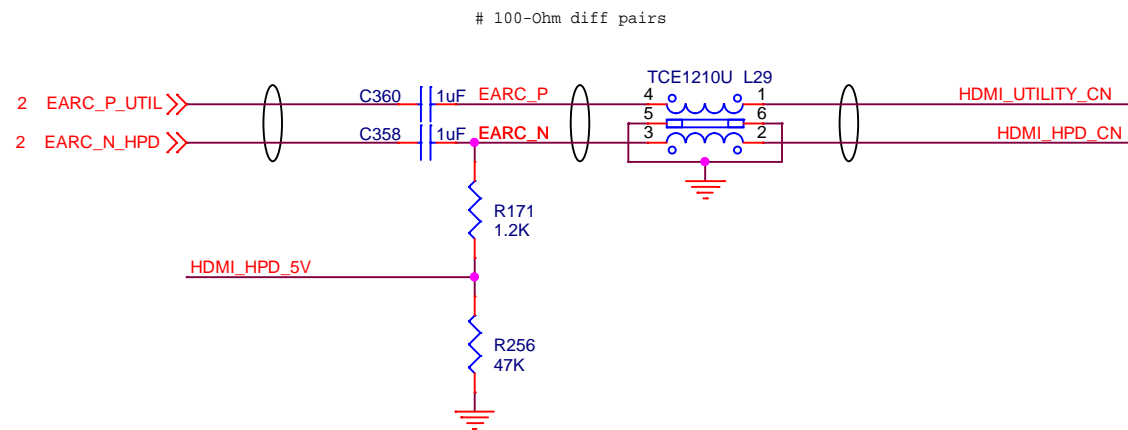 # 100-Ohm diff pairs
TCE1210U L29
2 EARC_P_UTIL C360 1uF EARC_P 4 1 HDMI_UTILITY_CN
5 6
2 EARC_N_HPD C358 1uF EARC_N 3 2 HDMI_HPD_CN
R171
1.2K
HDMI_HPD_5V
R256
47K